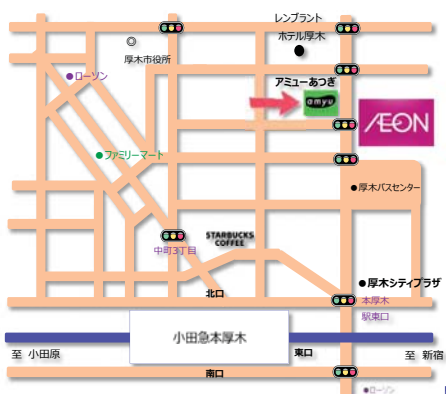 レンブラント
ホテル厚木
厚木市役所
ローソン
アミューあつぎ
amyu
ÆON
ファミリーマート
厚木バスセンター
STARBUCKS
COFFEE
中町3丁目
厚木シティプラザ
北口
本厚木
駅東口
小田急本厚木
至 小田原
東口
至 新宿
南口
ローソン